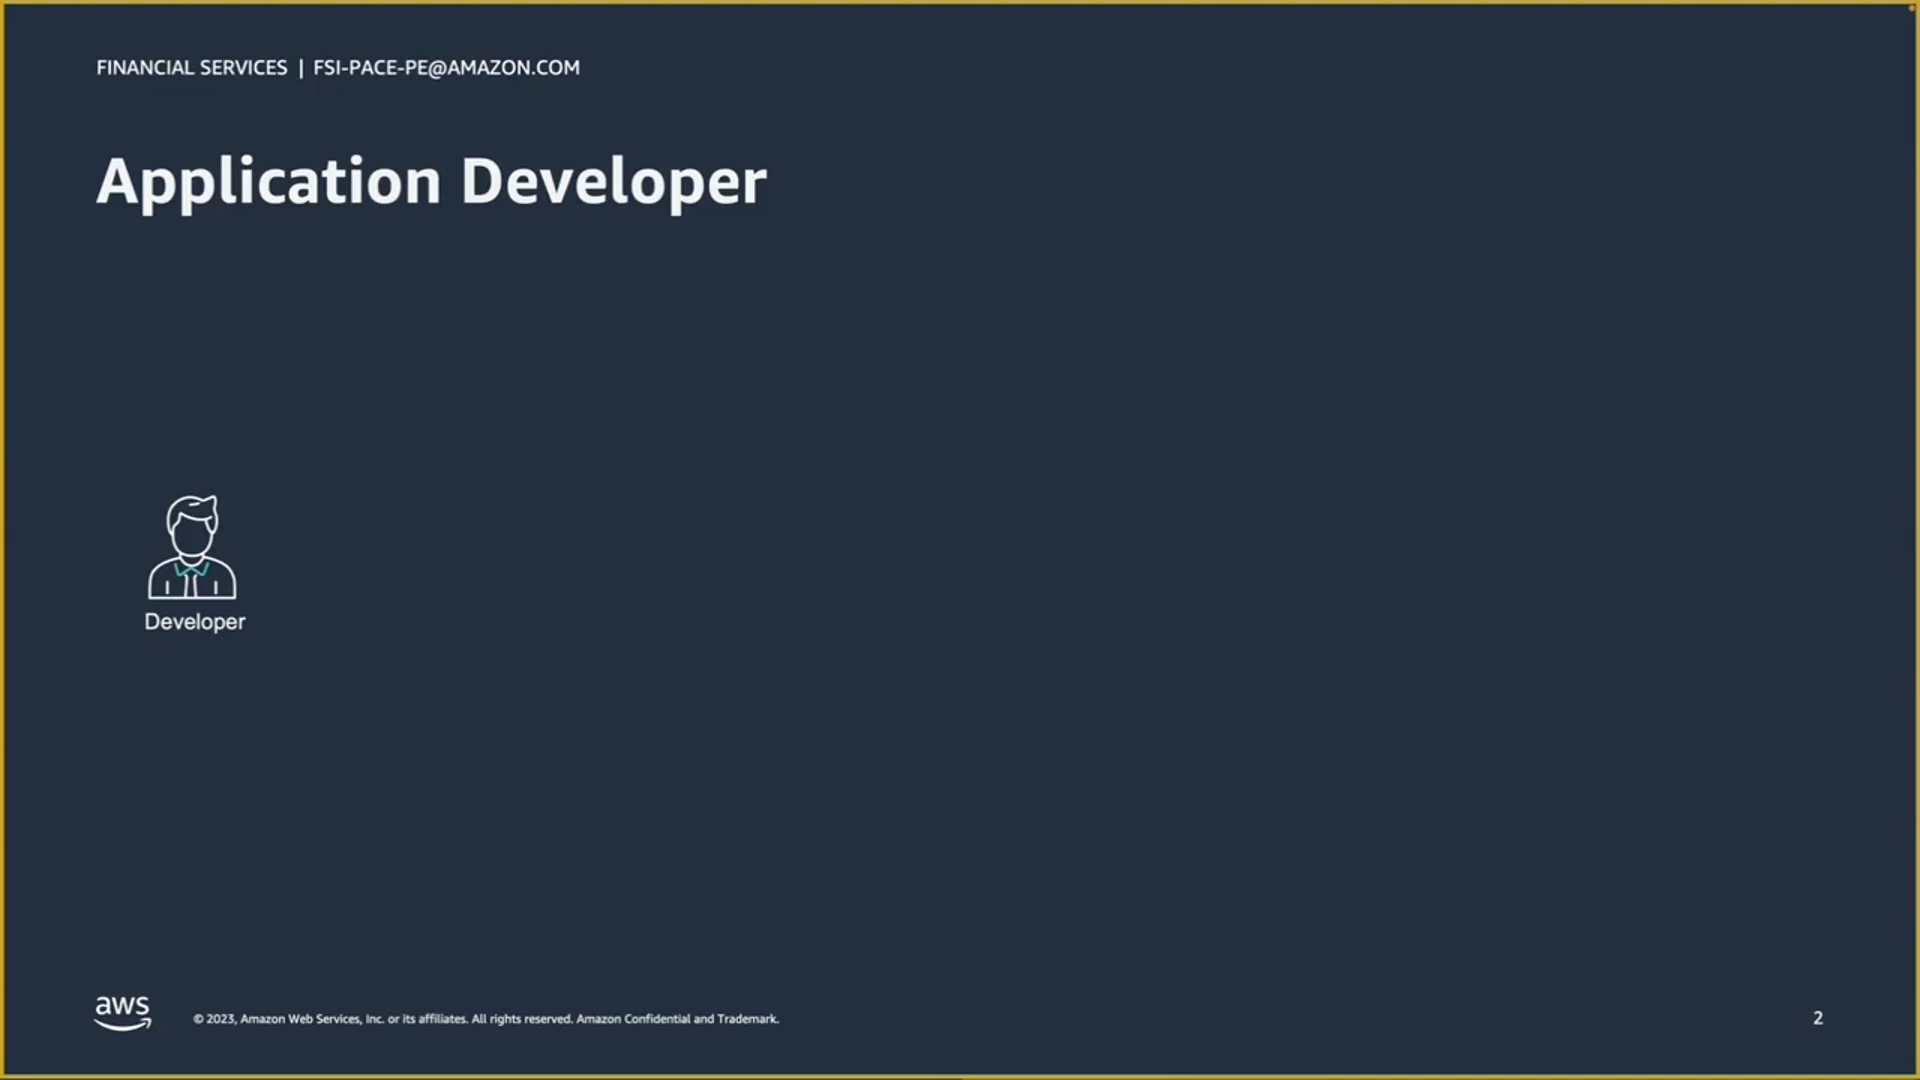 FINANCIAL SERVICES | FSI-PACE-PE@AMAZON.COM
Application Developer
Developer
aws
© 2023, Amazon Web Services, Inc. or its affiliates. All rights reserved. Amazon Confidential and Trademark.
2